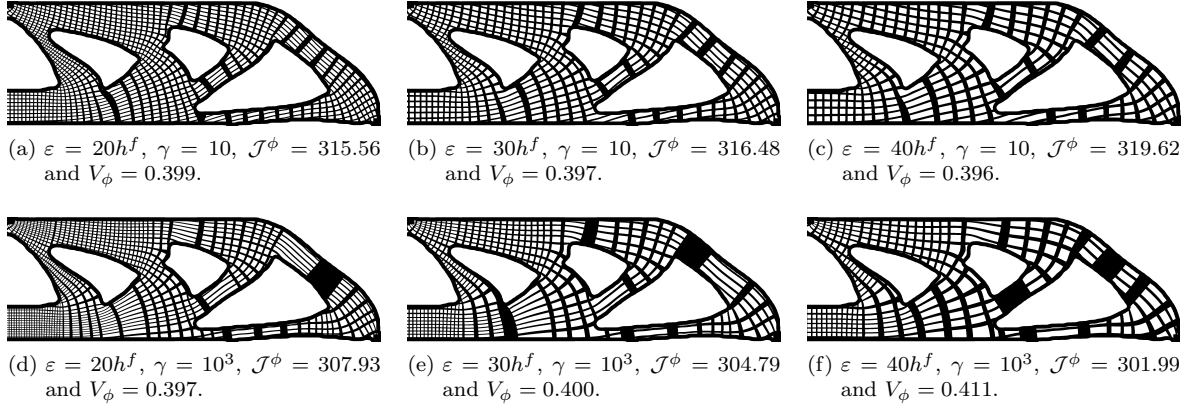 (a) ε = 20h^f, γ = 10, 𝒥^ϕ = 315.56
and V_ϕ = 0.399.
(b) ε = 30h^f, γ = 10, 𝒥^ϕ = 316.48
and V_ϕ = 0.397.
(c) ε = 40h^f, γ = 10, 𝒥^ϕ = 319.62
and V_ϕ = 0.396.
(d) ε = 20h^f, γ = 10^3, 𝒥^ϕ = 307.93
and V_ϕ = 0.397.
(e) ε = 30h^f, γ = 10^3, 𝒥^ϕ = 304.79
and V_ϕ = 0.400.
(f) ε = 40h^f, γ = 10^3, 𝒥^ϕ = 301.99
and V_ϕ = 0.411.